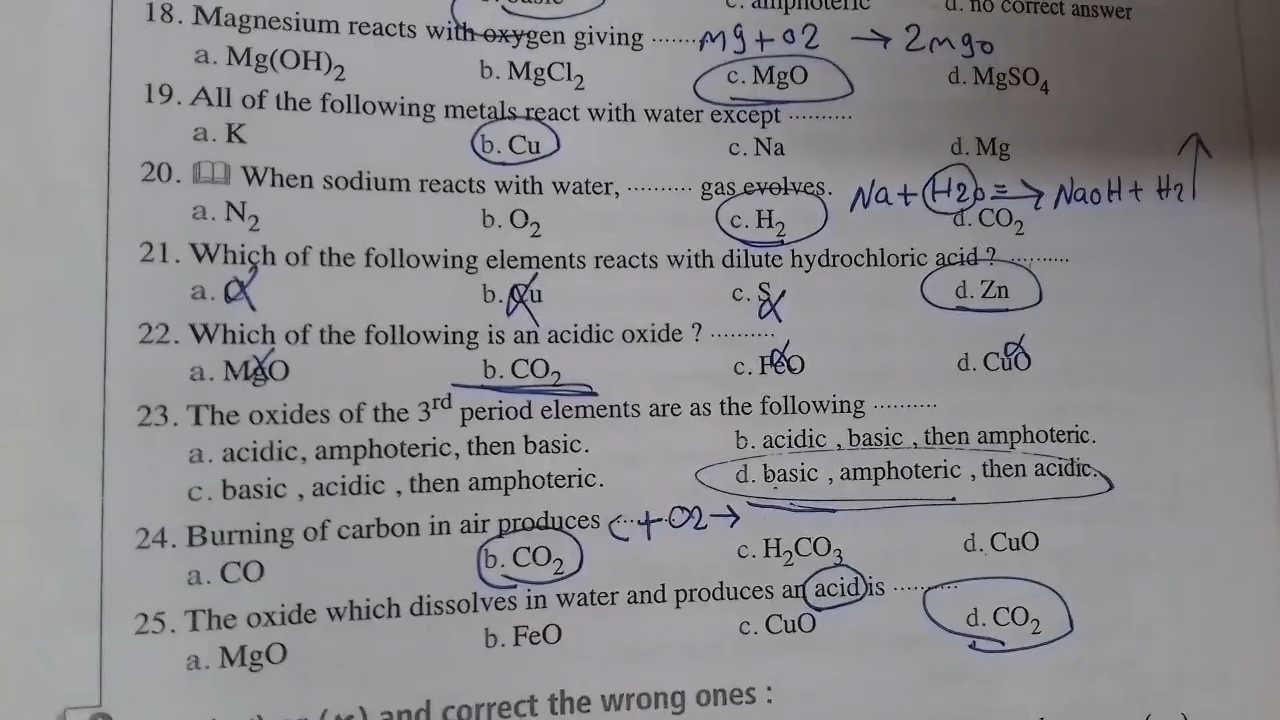 c. amphoteric d. no correct answer
18. Magnesium reacts with oxygen giving ....... Mg + O2 → 2MgO
a. Mg(OH)₂ b. MgCl₂ c. MgO d. MgSO₄
19. All of the following metals react with water except ..........
a. K b. Cu c. Na d. Mg
20. When sodium reacts with water, .......... gas evolves. Na + H2O ⇒ NaOH + H2↑
a. N₂ b. O₂ c. H₂ d. CO₂
21. Which of the following elements reacts with dilute hydrochloric acid ? ..........
a. b. c. S d. Zn
22. Which of the following is an acidic oxide ? ..........
a. MgO b. CO₂ c. FeO d. CuO
23. The oxides of the 3rd period elements are as the following ..........
a. acidic, amphoteric, then basic. b. acidic , basic , then amphoteric.
c. basic , acidic , then amphoteric. d. basic , amphoteric , then acidic.
24. Burning of carbon in air produces C + O2 →
a. CO b. CO₂ c. H₂CO₃ d. CuO
25. The oxide which dissolves in water and produces an acid is ..........
a. MgO b. FeO c. CuO d. CO₂
and correct the wrong ones :